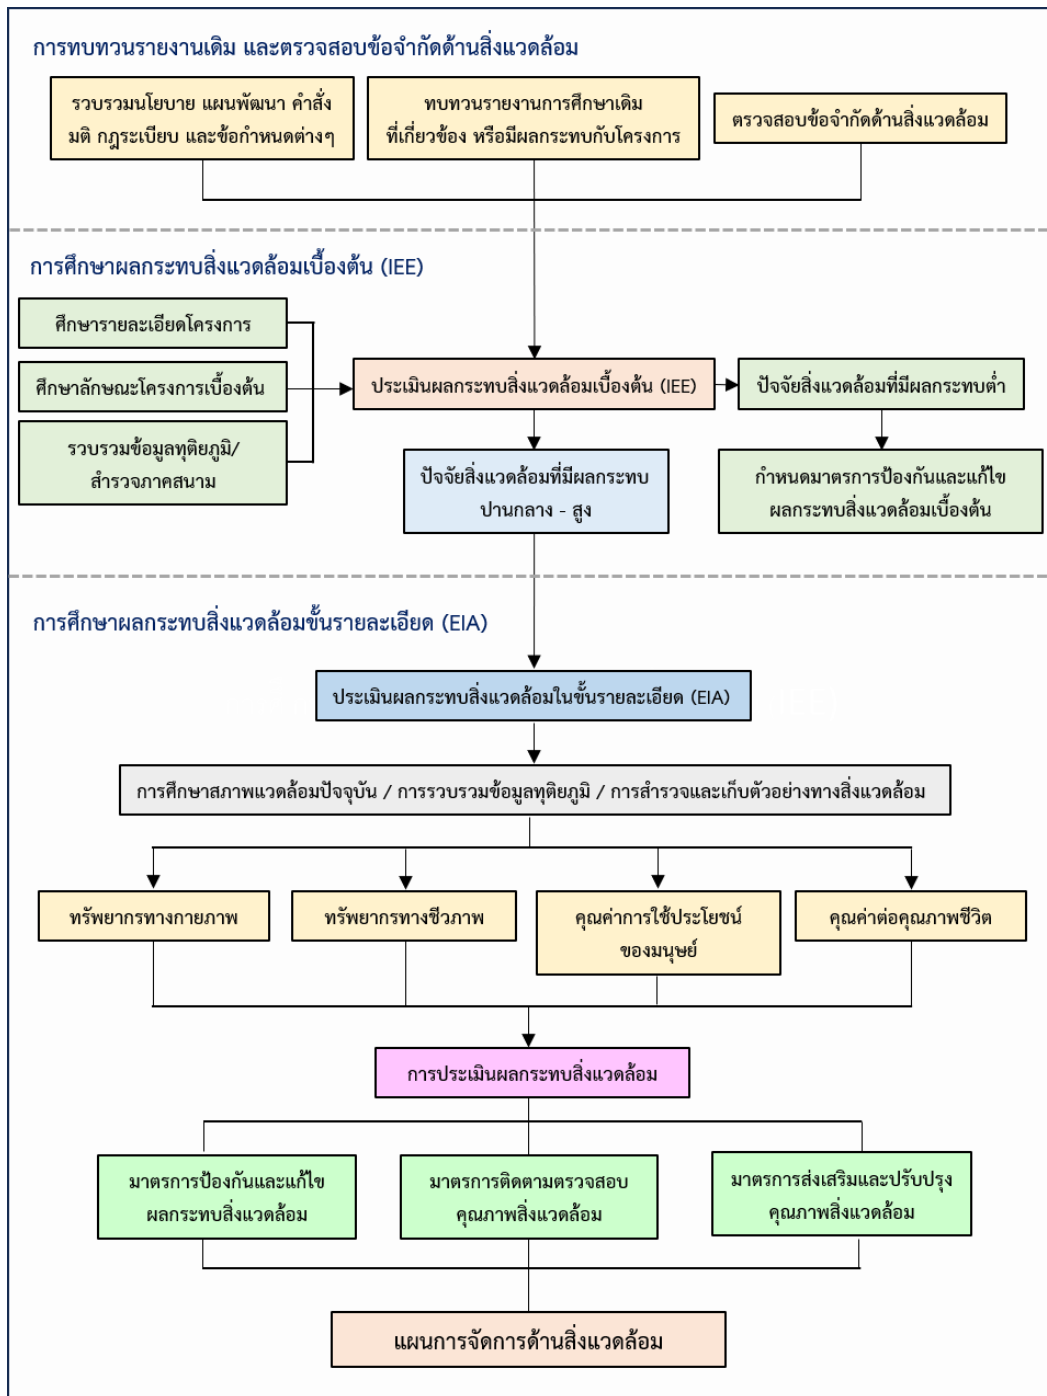 การทบทวนรายงานเดิม และตรวจสอบข้อจำกัดด้านสิ่งแวดล้อม
รวบรวมนโยบาย แผนพัฒนา คำสั่ง
มติ กฎระเบียบ และข้อกำหนดต่างๆ
ทบทวนรายงานการศึกษาเดิม
ที่เกี่ยวข้อง หรือมีผลกระทบกับโครงการ
ตรวจสอบข้อจำกัดด้านสิ่งแวดล้อม
การศึกษาผลกระทบสิ่งแวดล้อมเบื้องต้น (IEE)
ศึกษารายละเอียดโครงการ
ศึกษาลักษณะโครงการเบื้องต้น
รวบรวมข้อมูลทุติยภูมิ/
สำรวจภาคสนาม
ประเมินผลกระทบสิ่งแวดล้อมเบื้องต้น (IEE)
ปัจจัยสิ่งแวดล้อมที่มีผลกระทบต่ำ
ปัจจัยสิ่งแวดล้อมที่มีผลกระทบ
ปานกลาง - สูง
กำหนดมาตรการป้องกันและแก้ไข
ผลกระทบสิ่งแวดล้อมเบื้องต้น
การศึกษาผลกระทบสิ่งแวดล้อมขั้นรายละเอียด (EIA)
ประเมินผลกระทบสิ่งแวดล้อมในขั้นรายละเอียด (EIA)
การศึกษาสภาพแวดล้อมปัจจุบัน / การรวบรวมข้อมูลทุติยภูมิ / การสำรวจและเก็บตัวอย่างทางสิ่งแวดล้อม
ทรัพยากรทางกายภาพ
ทรัพยากรทางชีวภาพ
คุณค่าการใช้ประโยชน์
ของมนุษย์
คุณค่าต่อคุณภาพชีวิต
การประเมินผลกระทบสิ่งแวดล้อม
มาตรการป้องกันและแก้ไข
ผลกระทบสิ่งแวดล้อม
มาตรการติดตามตรวจสอบ
คุณภาพสิ่งแวดล้อม
มาตรการส่งเสริมและปรับปรุง
คุณภาพสิ่งแวดล้อม
แผนการจัดการด้านสิ่งแวดล้อม